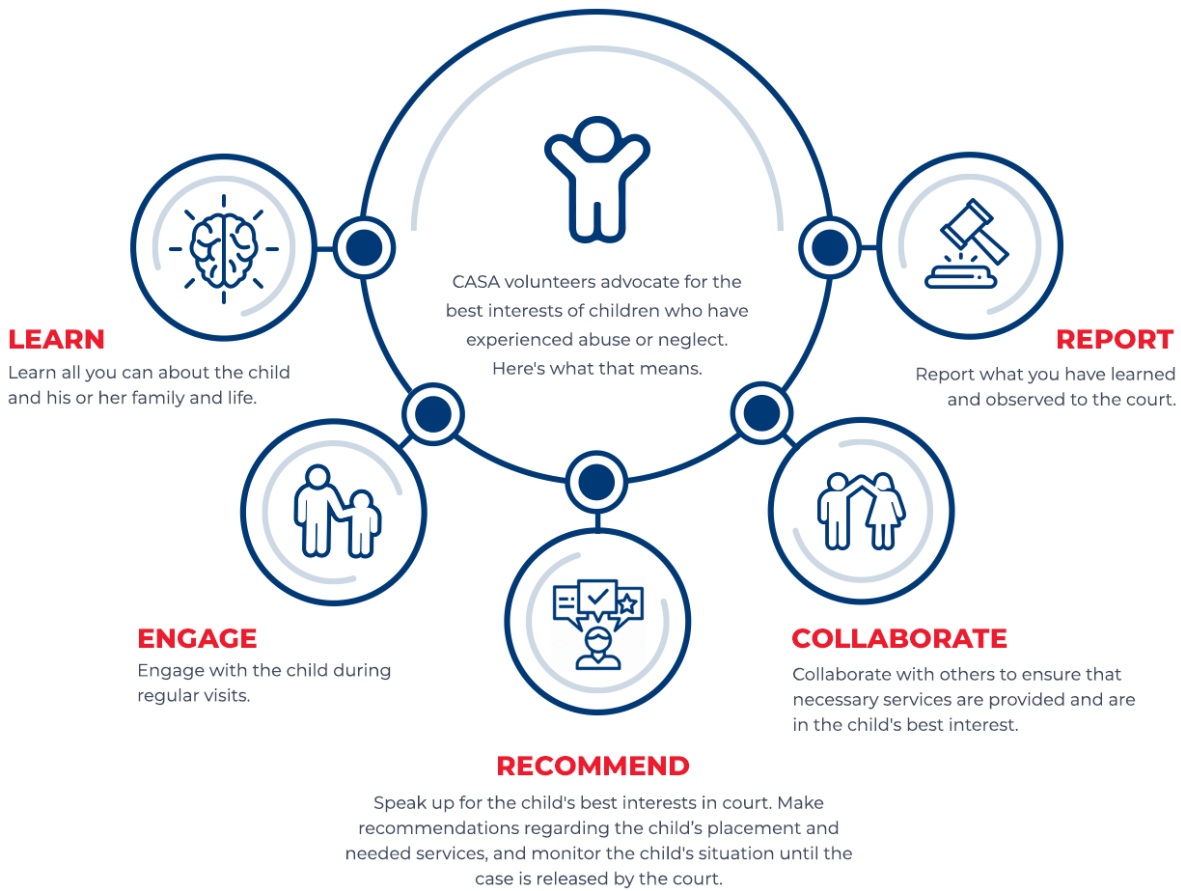 CASA volunteers advocate for the
best interests of children who have
experienced abuse or neglect.
Here's what that means.
LEARN
Learn all you can about the child
and his or her family and life.
ENGAGE
Engage with the child during
regular visits.
RECOMMEND
Speak up for the child's best interests in court. Make
recommendations regarding the child’s placement and
needed services, and monitor the child's situation until the
case is released by the court.
COLLABORATE
Collaborate with others to ensure that
necessary services are provided and are
in the child's best interest.
REPORT
Report what you have learned
and observed to the court.